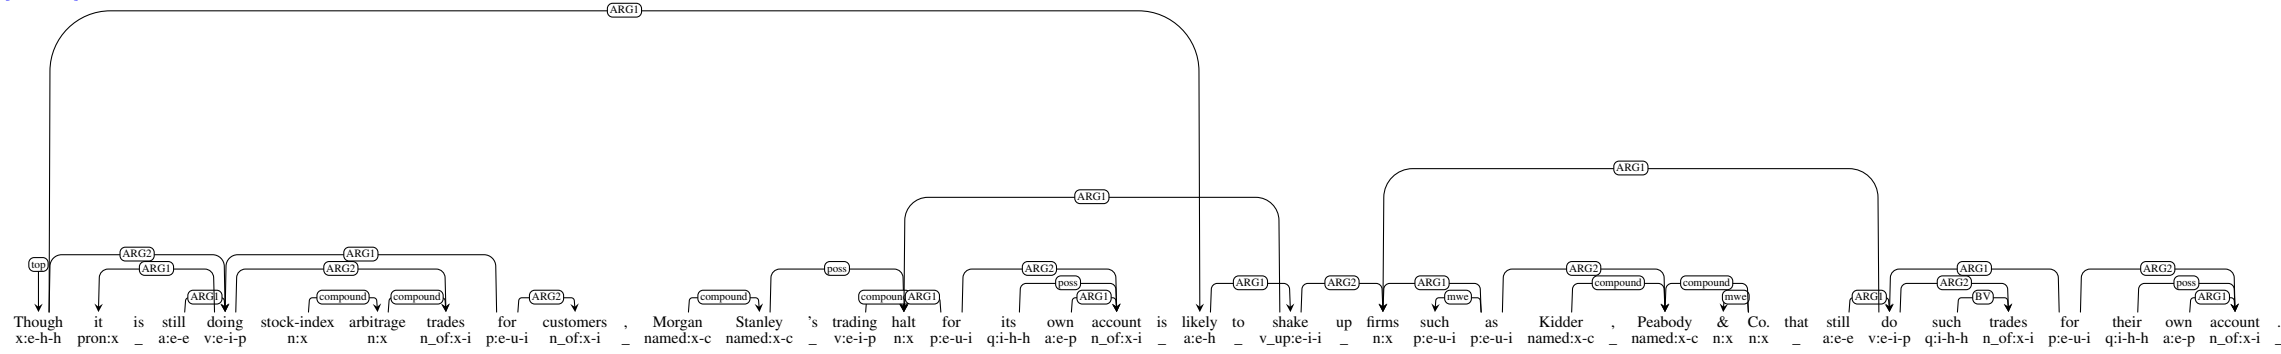 ARG1
ARG1
ARG1
top ARG2 ARG1
ARG1 ARG2 poss ARG2 ARG2 ARG1 ARG2
ARG1 compound compound ARG2 compound compound ARG1 poss ARG1 ARG1 ARG2 ARG1 mwe compound compound mwe ARG1 ARG2 BV poss ARG1
Though it is still doing stock-index arbitrage trades for customers , Morgan Stanley 's trading halt for its own account is likely to shake up firms such as Kidder , Peabody & Co. that still do such trades for their own account .
x:e-h-h pron:x _ a:e-e v:e-i-p n:x n:x n_of:x-i p:e-u-i n_of:x-i _ named:x-c named:x-c _ v:e-i-p n:x p:e-u-i q:i-h-h a:e-p n_of:x-i _ a:e-h _ v_up:e-i-i _ n:x p:e-u-i p:e-u-i named:x-c _ named:x-c n:x n:x _ a:e-e v:e-i-p q:i-h-h n_of:x-i p:e-u-i q:i-h-h a:e-p n_of:x-i _